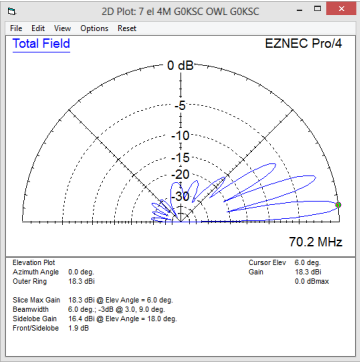 2D Plot: 7 el 4M G0KSC OWL G0KSC
File Edit View Options Reset
Total Field
EZNEC Pro/4
0 dB
-5
-10
-15
-20
-30
70.2 MHz
Elevation Plot
Azimuth Angle 0.0 deg.
Outer Ring 18.3 dBi
Cursor Elev 6.0 deg.
Gain 18.3 dBi
0.0 dBmax
Slice Max Gain 18.3 dBi @ Elev Angle = 6.0 deg.
Beamwidth 6.0 deg.; -3dB @ 3.0, 9.0 deg.
Sidelobe Gain 16.4 dBi @ Elev Angle = 18.0 deg.
Front/Sidelobe 1.9 dB